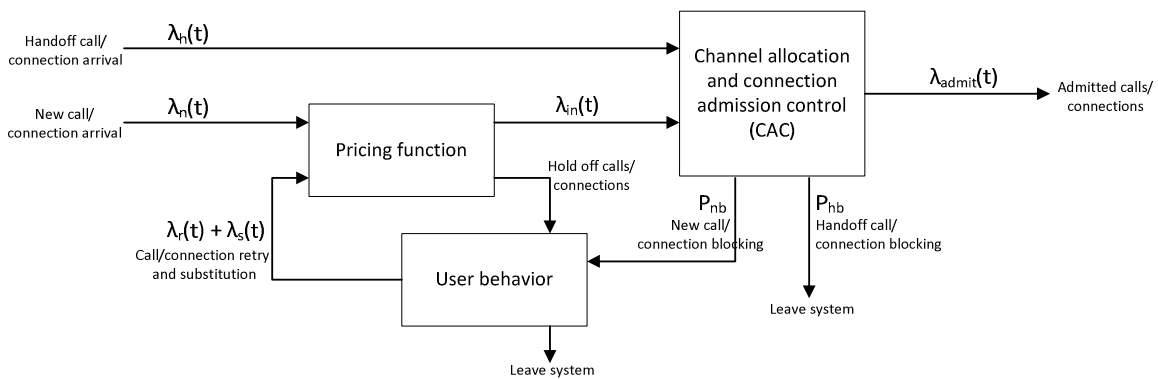 λh(t)
Handoff call/
connection arrival
Channel allocation
and connection
admission control
(CAC)
λadmit(t)
Admitted calls/
connections
λn(t)
New call/
connection arrival
λin(t)
Pricing function
Hold off calls/
connections
Pnb
New call/
connection blocking
Phb
Handoff call/
connection blocking
λr(t) + λs(t)
Call/connection retry
and substitution
User behavior
Leave system
Leave system